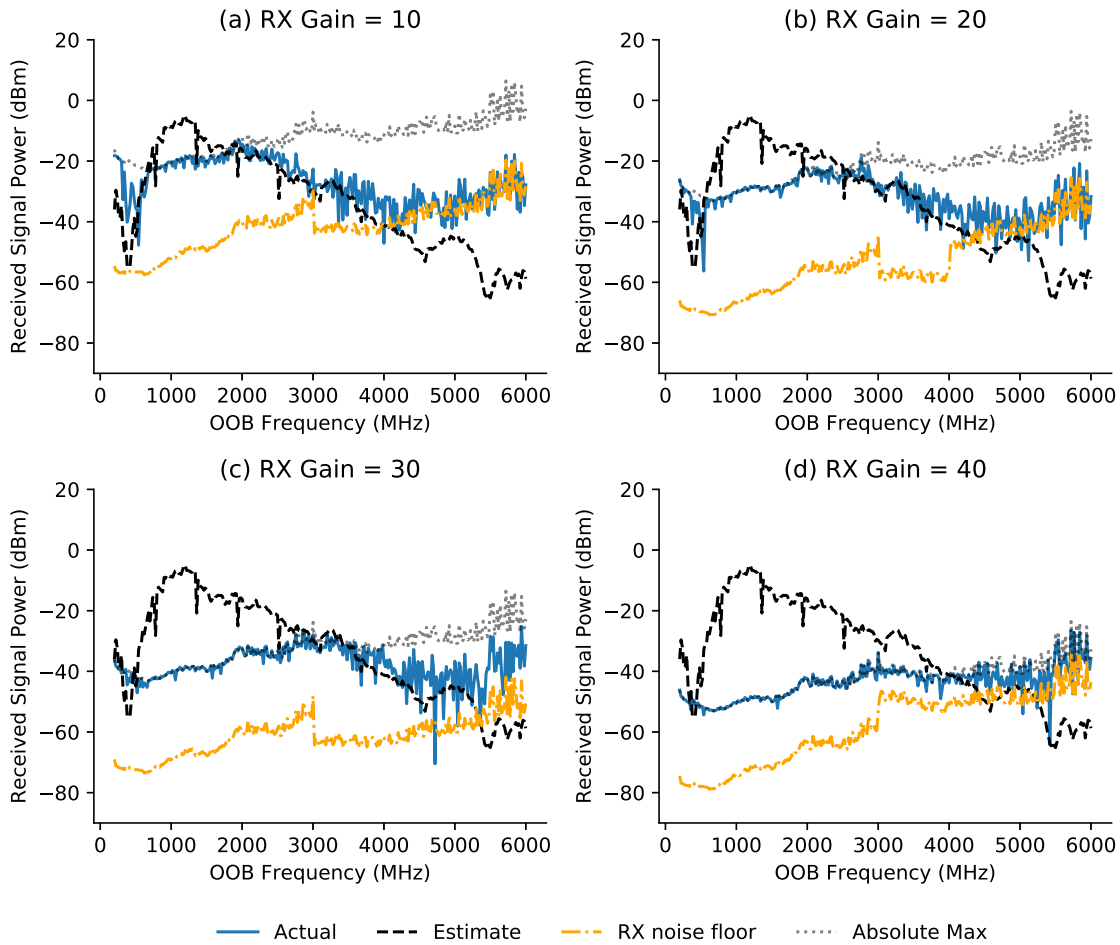 (a) RX Gain = 10
(b) RX Gain = 20
Received Signal Power (dBm)
20
0
−20
−40
−60
−80
0 1000 2000 3000 4000 5000 6000
OOB Frequency (MHz)
Received Signal Power (dBm)
20
0
−20
−40
−60
−80
0 1000 2000 3000 4000 5000 6000
OOB Frequency (MHz)
(c) RX Gain = 30
(d) RX Gain = 40
Received Signal Power (dBm)
20
0
−20
−40
−60
−80
0 1000 2000 3000 4000 5000 6000
OOB Frequency (MHz)
Received Signal Power (dBm)
20
0
−20
−40
−60
−80
0 1000 2000 3000 4000 5000 6000
OOB Frequency (MHz)
Actual Estimate RX noise floor Absolute Max